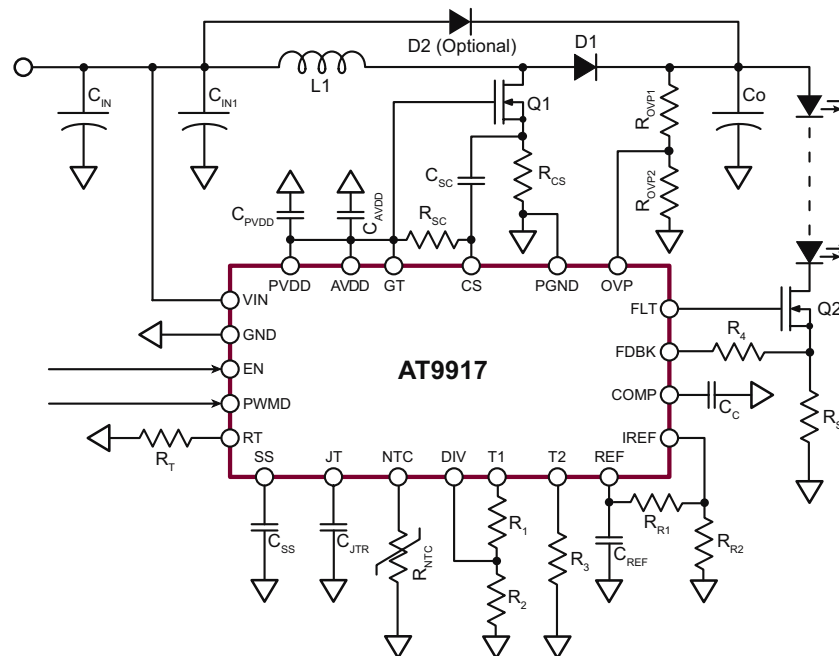 D2 (Optional)
D1
L1
C_IN
C_IN1
Q1
R_OVP1
Co
C_SC
R_CS
R_OVP2
C_PVDD
C_AVDD
R_SC
PVDD
AVDD
GT
CS
PGND
OVP
VIN
FLT
Q2
GND
R_4
FDBK
EN
AT9917
COMP
C_C
PWMD
R_S
RT
IREF
R_T
SS
JT
NTC
DIV
T1
T2
REF
R_R1
C_SS
C_JTR
R_NTC
R_1
R_3
C_REF
R_R2
R_2